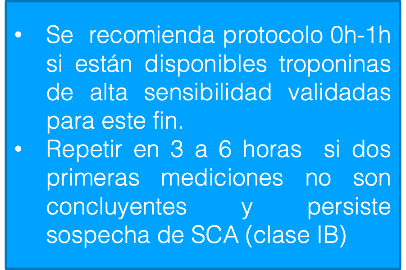 • Se recomienda protocolo 0h-1h
si están disponibles troponinas
de alta sensibilidad validadas
para este fin.
• Repetir en 3 a 6 horas si dos
primeras mediciones no son
concluyentes y persiste
sospecha de SCA (clase IB)